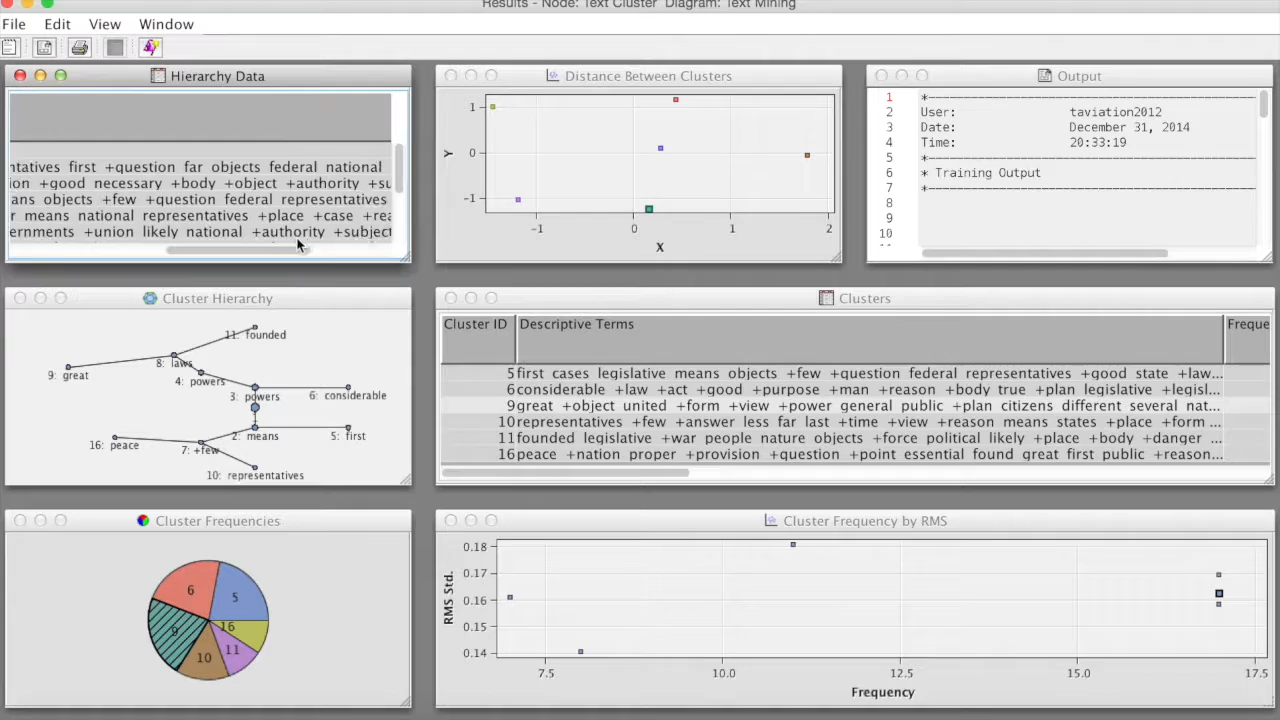 Results - Node: Text Cluster Diagram: Text Mining
File Edit View Window
Hierarchy Data
ntatives first +question far objects federal national
ion +good necessary +body +object +authority +su
ans objects +few +question federal representatives
r means national representatives +place +case +rea
ernments +union likely national +authority +subject
Distance Between Clusters
1
0
-1
Y
-1 0 1 2
X
Output
1 *
2 User: taviation2012
3 Date: December 31, 2014
4 Time: 20:33:19
5 *
6 * Training Output
7 *
8
9
10
Cluster Hierarchy
11: founded
8: laws
9: great
4: powers
3: powers
6: considerable
2: means
5: first
16: peace
7: +few
10: representatives
Clusters
Cluster ID Descriptive Terms Freque
5 first cases legislative means objects +few +question federal representatives +good state +law...
6 considerable +law +act +good +purpose +man +reason +body true +plan legislative +legisl...
9 great +object united +form +view +power general public +plan citizens different several nat...
10 representatives +few +answer less far last +time +view +reason means states +place +form ...
11 founded legislative +war people nature objects +force political likely +place +body +danger ...
16 peace +nation proper +provision +question +point essential found great first public +reason...
Cluster Frequencies
6
5
9
16
11
10
Cluster Frequency by RMS
0.18
0.17
0.16
0.15
0.14
RMS Std.
7.5 10.0 12.5 15.0 17.5
Frequency